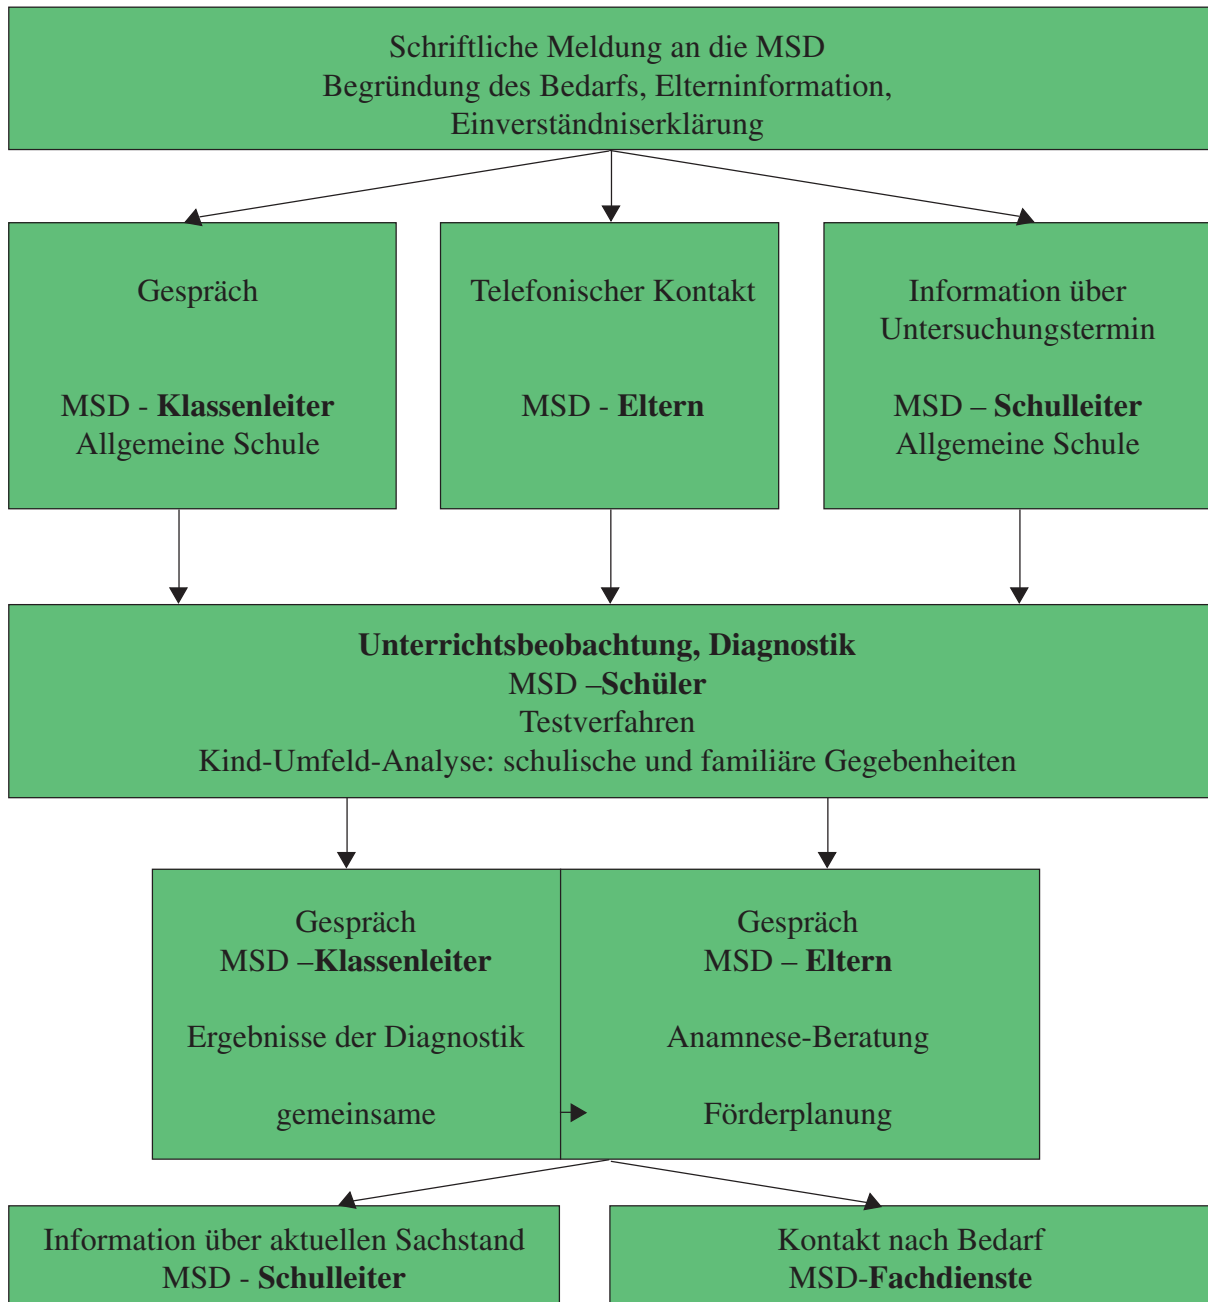 Schriftliche Meldung an die MSD
Begründung des Bedarfs, Elterninformation,
Einverständniserklärung
Gespräch
MSD - Klassenleiter
Allgemeine Schule
Telefonischer Kontakt
MSD - Eltern
Information über
Untersuchungstermin
MSD – Schulleiter
Allgemeine Schule
Unterrichtsbeobachtung, Diagnostik
MSD –Schüler
Testverfahren
Kind-Umfeld-Analyse: schulische und familiäre Gegebenheiten
Gespräch
MSD –Klassenleiter
Ergebnisse der Diagnostik
gemeinsame
Gespräch
MSD – Eltern
Anamnese-Beratung
Förderplanung
Information über aktuellen Sachstand
MSD - Schulleiter
Kontakt nach Bedarf
MSD-Fachdienste